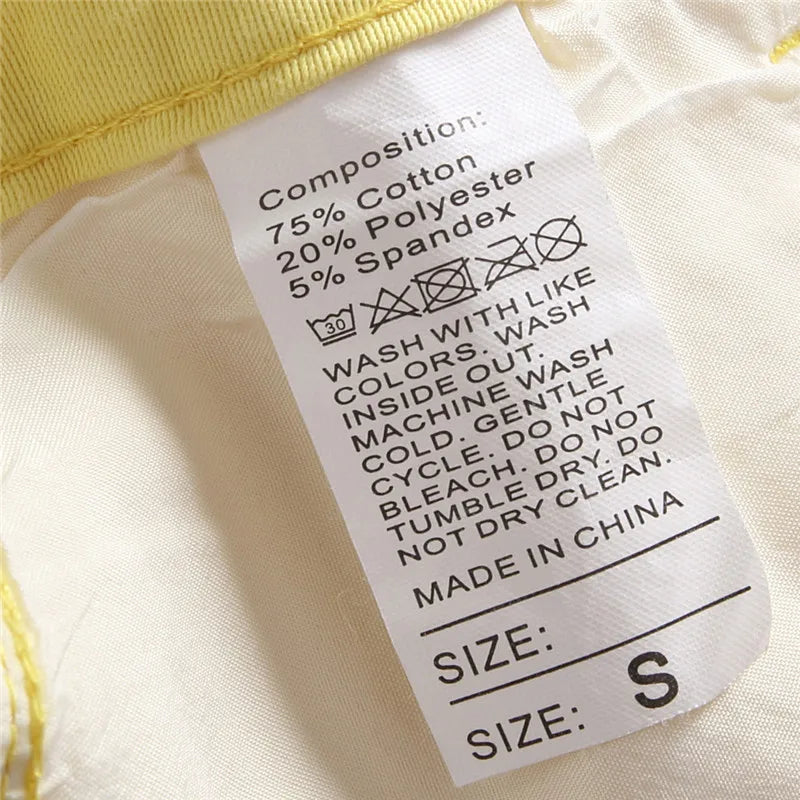 Composition:
75% Cotton
20% Polyester
5% Spandex
30
WASH WITH LIKE
COLORS. WASH
INSIDE OUT.
MACHINE WASH
COLD. GENTLE
CYCLE. DO NOT
BLEACH. DO NOT
TUMBLE DRY. DO
NOT DRY CLEAN.
MADE IN CHINA
SIZE:
SIZE: S